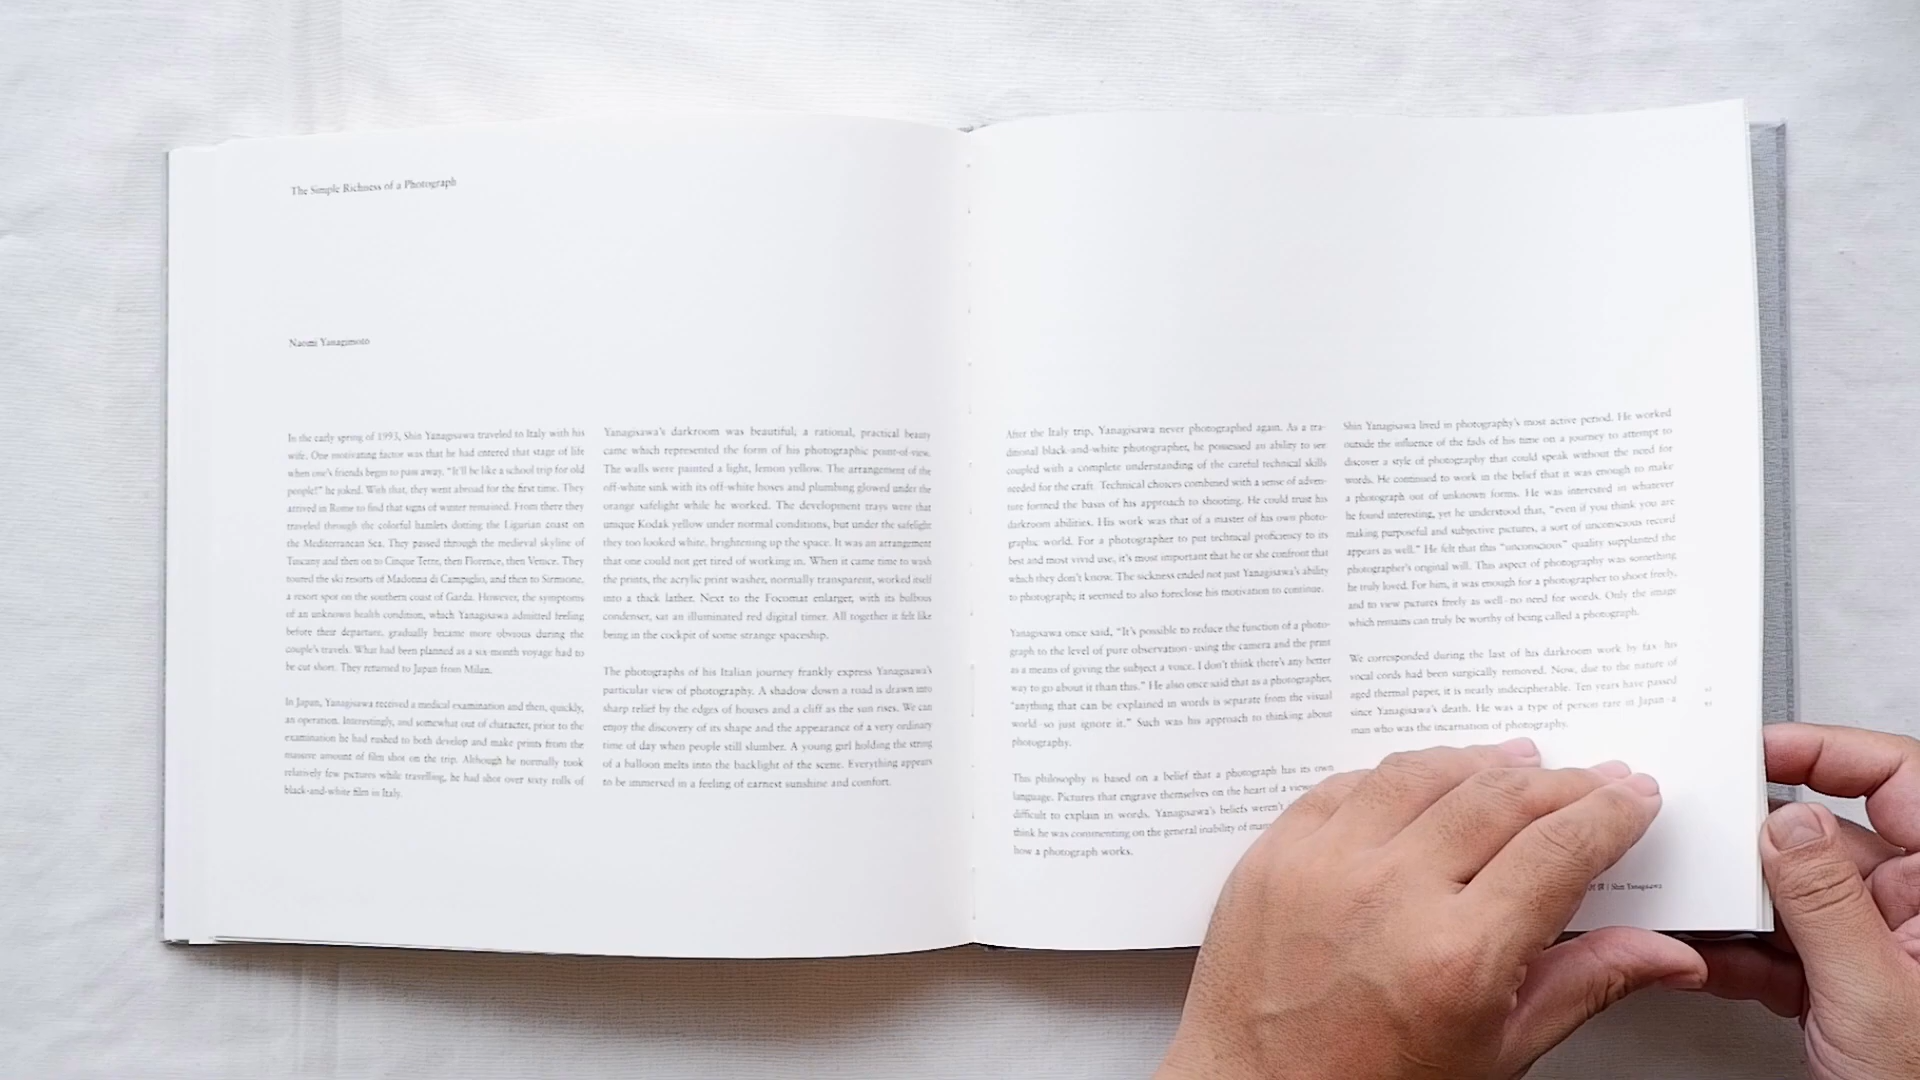 The Simple Richness of a Photograph
Naomi Yanagimoto
In the early spring of 1993, Shin Yanagisawa traveled to Italy with his
wife. One motivating factor was that he had entered that stage of life
when one's friends begin to pass away. "It'll be like a school trip for old
people!" he joked. With that, they went abroad for the first time. They
arrived in Rome to find that signs of winter remained. From there they
traveled through the colorful hamlets dotting the Ligurian coast on
the Mediterranean Sea. They passed through the medieval skyline of
Tuscany and then on to Cinque Terre, then Florence, then Venice. They
toured the ski resorts of Madonna di Campiglio, and then to Sirmione,
a resort spot on the southern coast of Garda. However, the symptoms
of an unknown health condition, which Yanagisawa admitted feeling
before their departure, gradually became more obvious during the
couple's travels. What had been planned as a six month voyage had to
be cut short. They returned to Japan from Milan.
In Japan, Yanagisawa received a medical examination and then, quickly,
an operation. Interestingly, and somewhat out of character, prior to the
examination he had rushed to both develop and make prints from the
massive amount of film shot on the trip. Although he normally took
relatively few pictures while travelling, he had shot over sixty rolls of
black-and-white film in Italy.
Yanagisawa's darkroom was beautiful; a rational, practical beauty
came which represented the form of his photographic point-of-view.
The walls were painted a light, lemon yellow. The arrangement of the
off-white sink with its off-white hoses and plumbing glowed under the
orange safelight while he worked. The development trays were that
unique Kodak yellow under normal conditions, but under the safelight
they too looked white, brightening up the space. It was an arrangement
that one could not get tired of working in. When it came time to wash
the prints, the acrylic print washer, normally transparent, worked itself
into a thick lather. Next to the Focomat enlarger, with its bulbous
condenser, sat an illuminated red digital timer. All together it felt like
being in the cockpit of some strange spaceship.
The photographs of his Italian journey frankly express Yanagisawa's
particular view of photography. A shadow down a road is drawn into
sharp relief by the edges of houses and a cliff as the sun rises. We can
enjoy the discovery of its shape and the appearance of a very ordinary
time of day when people still slumber. A young girl holding the string
of a balloon melts into the backlight of the scene. Everything appears
to be immersed in a feeling of earnest sunshine and comfort.
After the Italy trip, Yanagisawa never photographed again. As a tra-
ditional black-and-white photographer, he possessed an ability to see
coupled with a complete understanding of the careful technical skills
needed for the craft. Technical choices combined with a sense of adven-
ture formed the basis of his approach to shooting. He could trust his
darkroom abilities. His work was that of a master of his own photo-
graphic world. For a photographer to put technical proficiency to its
best and most vivid use, it's most important that he or she confront that
which they don't know. The sickness ended not just Yanagisawa's ability
to photograph; it seemed to also foreclose his motivation to continue.
Yanagisawa once said, "It's possible to reduce the function of a photo-
graph to the level of pure observation - using the camera and the print
as a means of giving the subject a voice. I don't think there's any better
way to go about it than this." He also once said that as a photographer,
"anything that can be explained in words is separate from the visual
world - so just ignore it." Such was his approach to thinking about
photography.
This philosophy is based on a belief that a photograph has its own
language. Pictures that engrave themselves on the heart of a
difficult to explain in words. Yanagisawa's beliefs weren't
think he was commenting on the general inability of
how a photograph works.
Shin Yanagisawa lived in photography's most active period. He worked
outside the influence of the fads of his time on a journey to attempt to
discover a style of photography that could speak without the need for
words. He continued to work in the belief that it was enough to make
a photograph out of unknown forms. He was interested in whatever
he found interesting, yet he understood that, "even if you think you are
making purposeful and subjective pictures, a sort of unconscious record
appears as well." He felt that this "unconscious" quality supplanted the
photographer's original will. This aspect of photography was something
he truly loved. For him, it was enough for a photographer to shoot freely,
and to view pictures freely as well - no need for words. Only the image
which remains can truly be worthy of being called a photograph.
We corresponded during the last of his darkroom work by fax - his
vocal cords had been surgically removed. Now, due to the nature of
aged thermal paper, it is nearly indecipherable. Ten years have passed
since Yanagisawa's death. He was a type of person rare in Japan - a
man who was the incarnation of photography.
| Shin Yanagisawa